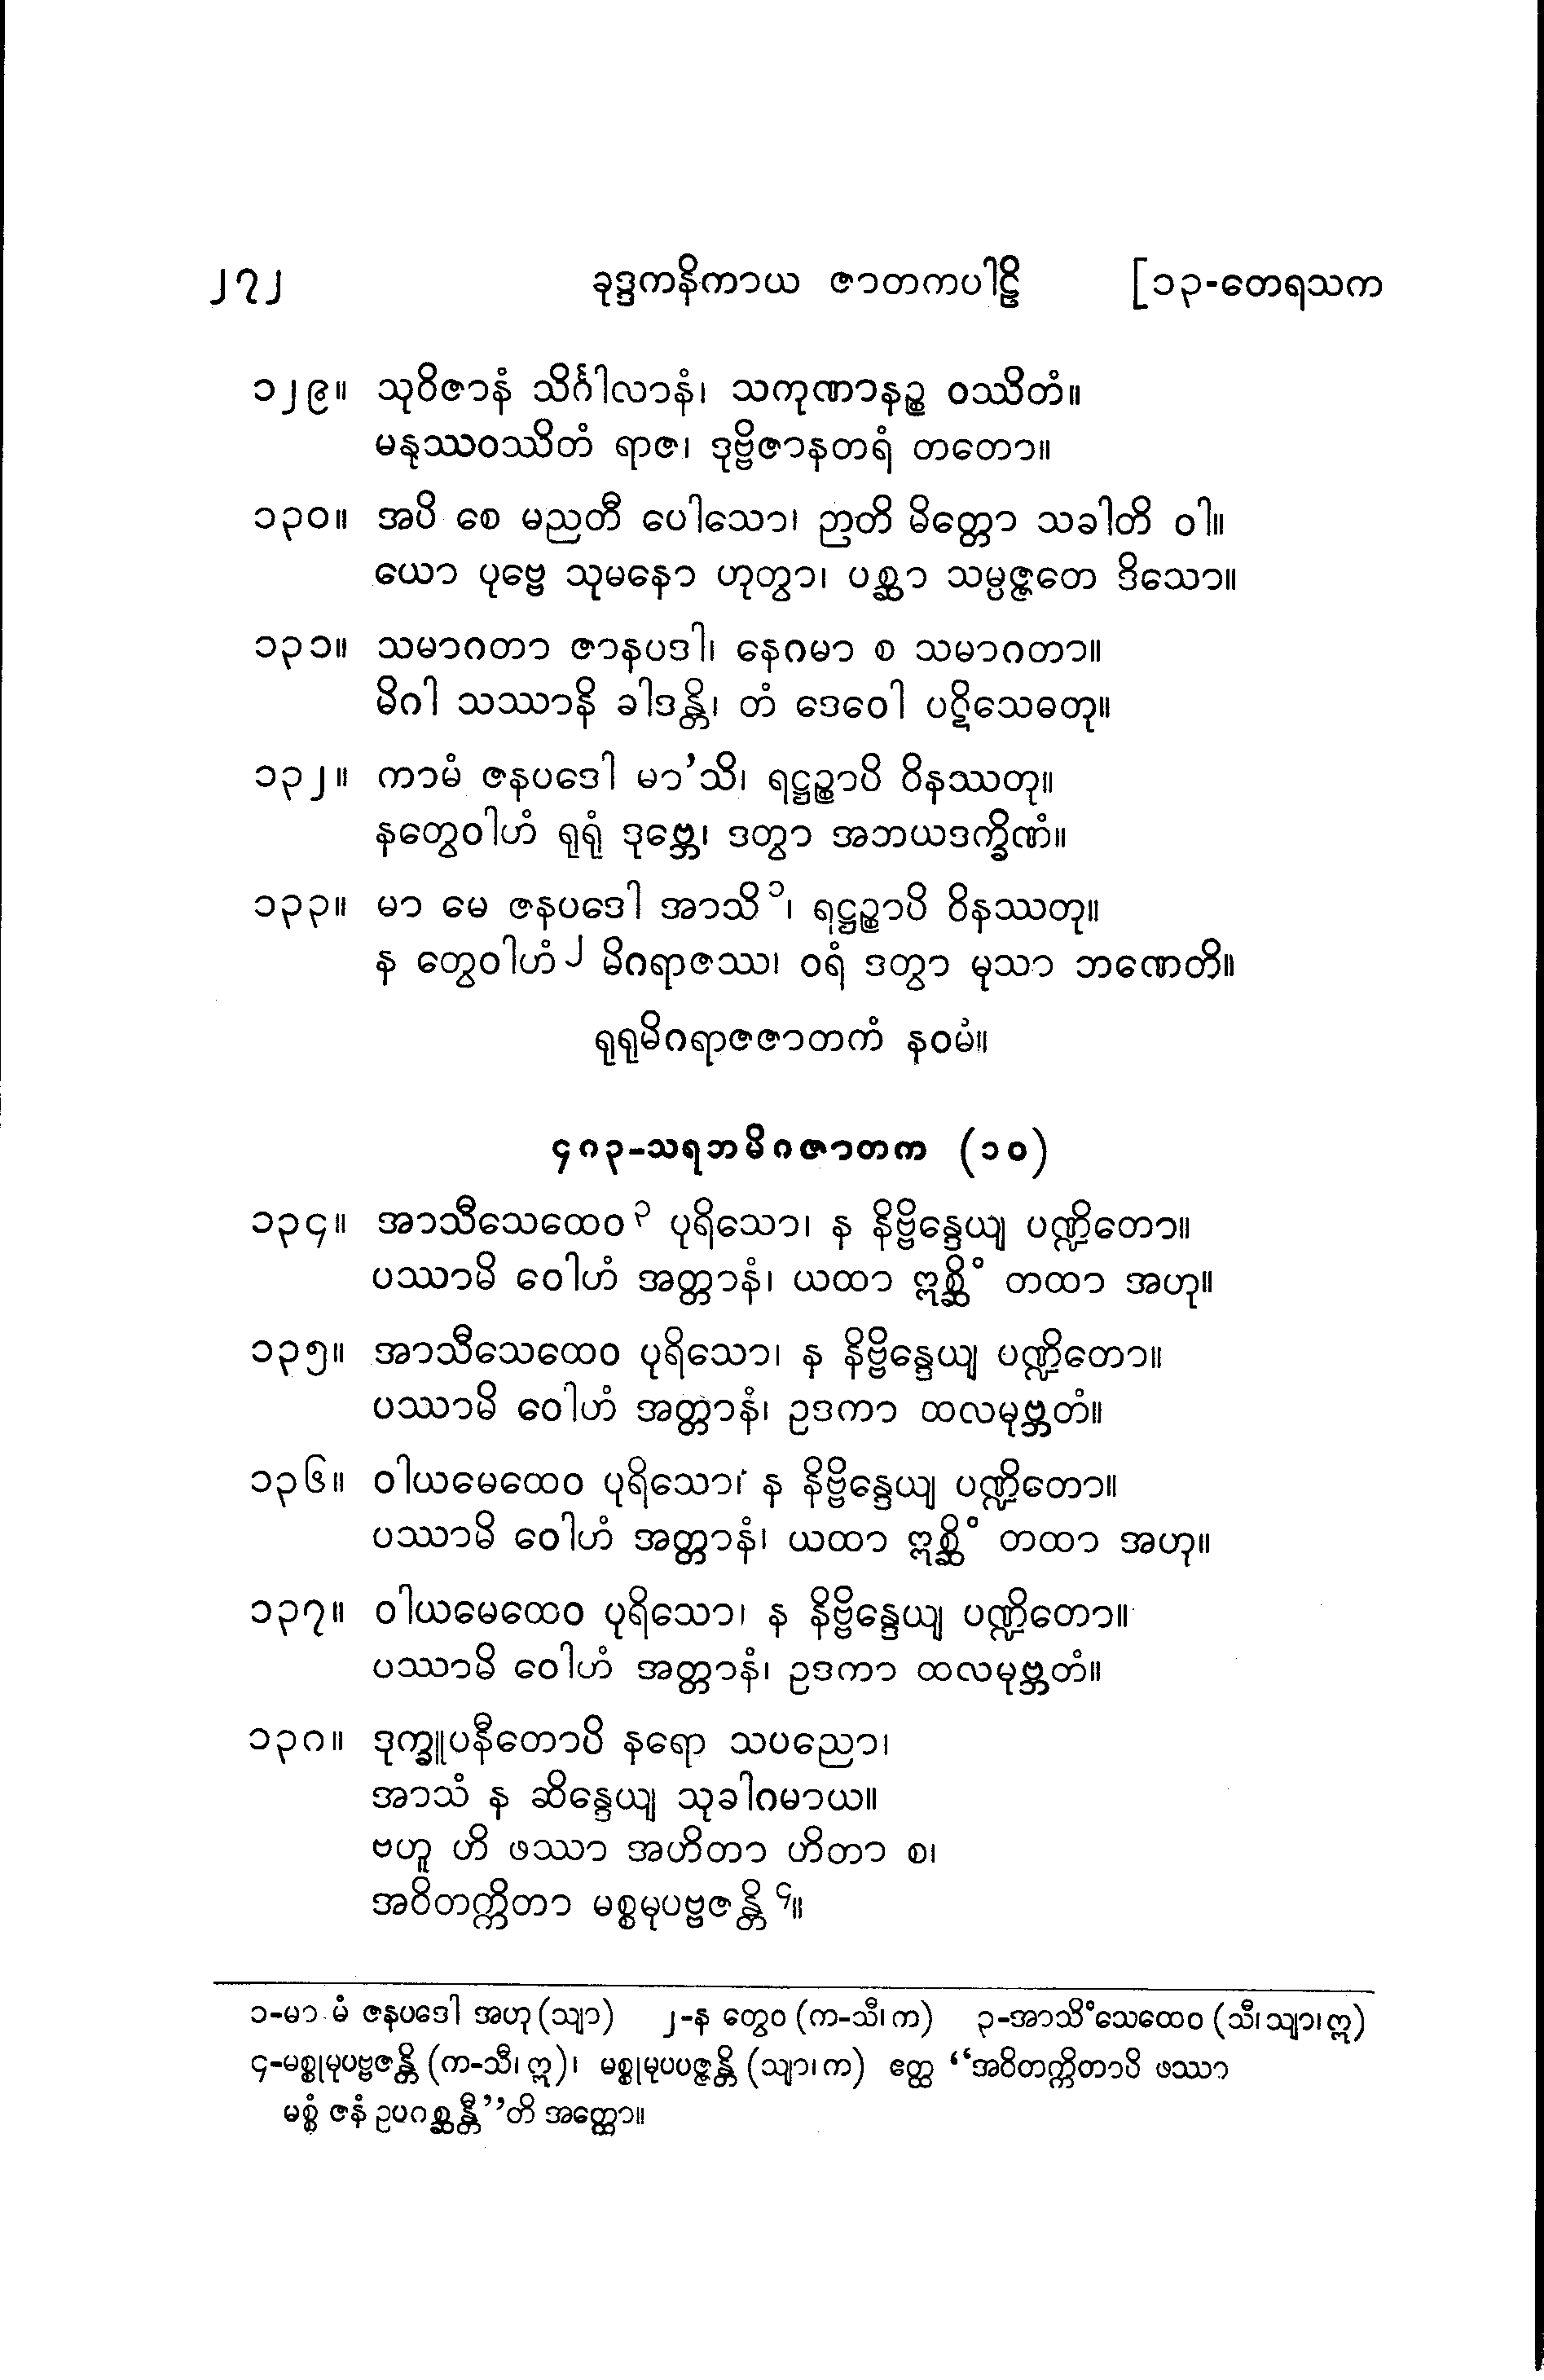 ၂၇၂ ခုဒ္ဒကနိကာယ ဇာတကပါဠိ [၁၃-တေရသက
၁၂၉။ သုဝိဇာနံ သိင်္ဂါလာနံ၊ သကုဏာနဉ္စ ဝဿိတံ။
မနုဿဝဿိတံ ရာဇ၊ ဒုဗ္ဗိဇာနတရံ တတော။
၁၃၀။ အပိ စေ မညတီ ပေါသော၊ ဉာတိ မိတ္တော သခါတိ ဝါ။
ယော ပုဗ္ဗေ သုမနော ဟုတွာ၊ ပစ္ဆာ သမ္ပဇ္ဇတေ ဒိသော။
၁၃၁။ သမာဂတာ ဇာနပဒါ၊ နေဂမာ စ သမာဂတာ။
မိဂါ သဿာနိ ခါဒန္တိ၊ တံ ဒေဝေါ ပဋိသေဓတု။
၁၃၂။ ကာမံ ဇနပဒေါ မာ’သိ၊ ရဋ္ဌဉ္စာပိ ဝိနဿတု။
နတွေဝါဟံ ရုရုံ ဒုဗ္ဘေ၊ ဒတွာ အဘယဒက္ခိဏံ။
၁၃၃။ မာ မေ ဇနပဒေါ အာသိ ၁၊ ရဋ္ဌဉ္စာပိ ဝိနဿတု။
န တွေဝါဟံ ၂ မိဂရာဇဿ၊ ဝရံ ဒတွာ မုသာ ဘဏေတိ။
ရုရုမိဂရာဇဇာတကံ နဝမံ။
၄၈၃-သရဘမိဂဇာတက (၁၀)
၁၃၄။ အာသီသေထေဝ ၃ ပုရိသော၊ န နိဗ္ဗိန္ဒေယျ ပဏ္ဍိတော။
ပဿာမိ ဝေါဟံ အတ္တာနံ၊ ယထာ ဣစ္ဆိံ တထာ အဟု။
၁၃၅။ အာသီသေထေဝ ပုရိသော၊ န နိဗ္ဗိန္ဒေယျ ပဏ္ဍိတော။
ပဿာမိ ဝေါဟံ အတ္တာနံ၊ ဥဒကာ ထလမုဗ္ဘတံ။
၁၃၆။ ဝါယမေထေဝ ပုရိသော၊ န နိဗ္ဗိန္ဒေယျ ပဏ္ဍိတော။
ပဿာမိ ဝေါဟံ အတ္တာနံ၊ ယထာ ဣစ္ဆိံ တထာ အဟု။
၁၃၇။ ဝါယမေထေဝ ပုရိသော၊ န နိဗ္ဗိန္ဒေယျ ပဏ္ဍိတော။
ပဿာမိ ဝေါဟံ အတ္တာနံ၊ ဥဒကာ ထလမုဗ္ဘတံ။
၁၃၈။ ဒုက္ခူပနီတောပိ နရော သပညော၊
အာသံ န ဆိန္ဒေယျ သုခါဂမာယ။
ဗဟူ ဟိ ဖဿာ အဟိတာ ဟိတာ စ၊
အဝိတက္ကိတာ မစ္စမုပဗ္ဗဇန္တိ ၄။
၁-မာ မံ ဇနပဒေါ အဟု (သျာ) ၂-န တွေဝ (က-သီ၊ က) ၃-အာသိံသေထေဝ (သီ၊ သျာ၊ ဣ)
၄-မစ္စုမုပဗ္ဗဇန္တိ (က-သီ၊ ဣ)၊ မစ္စုမုပပဇ္ဇန္တိ (သျာ၊ က) ဧတ္ထ “အဝိတက္ကိတာပိ ဖဿာ
မစ္စံ ဇနံ ဥပဂစ္ဆန္တီ”တိ အတ္ထော။